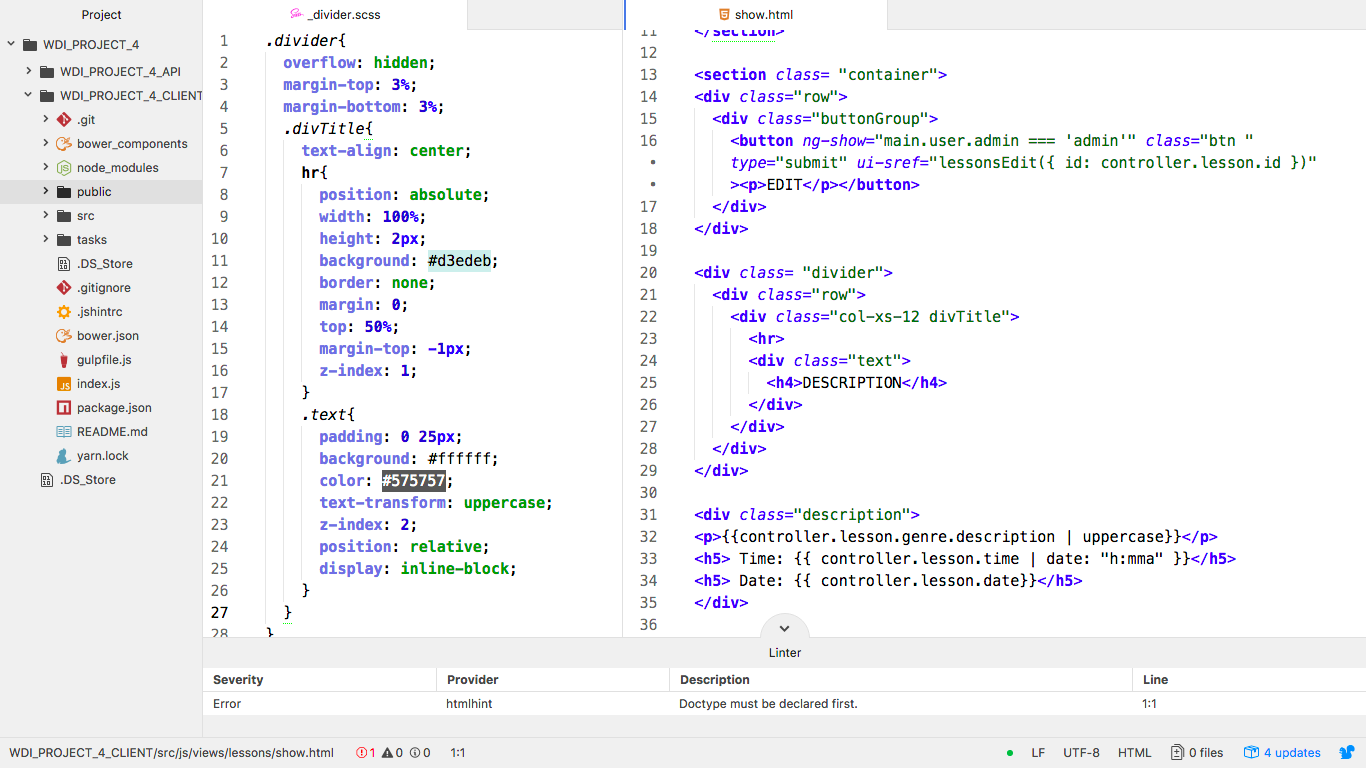 Project
WDI_PROJECT_4
WDI_PROJECT_4_API
WDI_PROJECT_4_CLIENT
.git
bower_components
node_modules
public
src
tasks
.DS_Store
.gitignore
.jshintrc
bower.json
gulpfile.js
index.js
package.json
README.md
yarn.lock
.DS_Store
_divider.scss
1 .divider{
2 overflow: hidden;
3 margin-top: 3%;
4 margin-bottom: 3%;
5 .divTitle{
6 text-align: center;
7 hr{
8 position: absolute;
9 width: 100%;
10 height: 2px;
11 background: #d3edeb;
12 border: none;
13 margin: 0;
14 top: 50%;
15 margin-top: -1px;
16 z-index: 1;
17 }
18 .text{
19 padding: 0 25px;
20 background: #ffffff;
21 color: #575757;
22 text-transform: uppercase;
23 z-index: 2;
24 position: relative;
25 display: inline-block;
26 }
27 }
28 }
show.html
11 </section>
12
13 <section class= "container">
14 <div class="row">
15 <div class="buttonGroup">
16 <button ng-show="main.user.admin === 'admin'" class="btn "
• type="submit" ui-sref="lessonsEdit({ id: controller.lesson.id })"
• ><p>EDIT</p></button>
17 </div>
18 </div>
19
20 <div class= "divider">
21 <div class="row">
22 <div class="col-xs-12 divTitle">
23 <hr>
24 <div class="text">
25 <h4>DESCRIPTION</h4>
26 </div>
27 </div>
28 </div>
29 </div>
30
31 <div class="description">
32 <p>{{controller.lesson.genre.description | uppercase}}</p>
33 <h5> Time: {{ controller.lesson.time | date: "h:mma" }}</h5>
34 <h5> Date: {{ controller.lesson.date}}</h5>
35 </div>
36
Linter
Severity Provider Description Line
Error htmlhint Doctype must be declared first. 1:1
WDI_PROJECT_4_CLIENT/src/js/views/lessons/show.html 1 0 0 1:1 LF UTF-8 HTML 0 files 4 updates